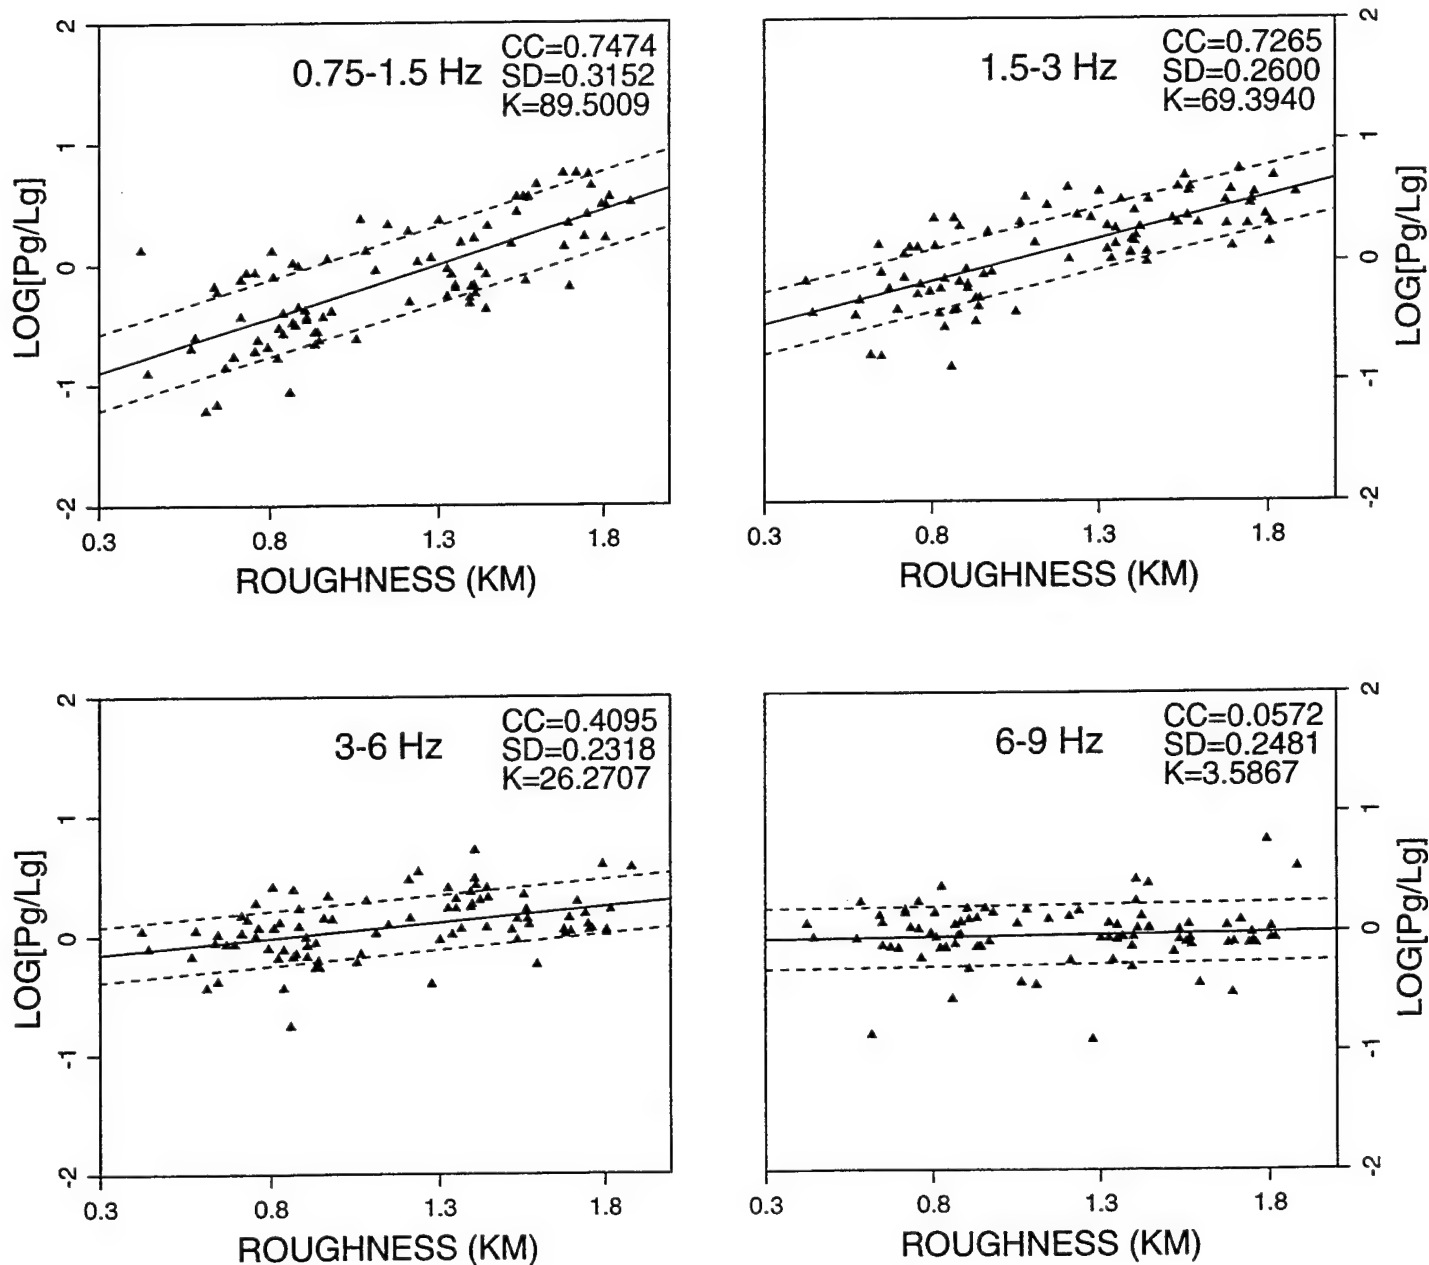 0.75-1.5 Hz
CC=0.7474
SD=0.3152
K=89.5009
LOG[Pg/Lg]
2
1
0
-1
-2
0.3 0.8 1.3 1.8
ROUGHNESS (KM)
1.5-3 Hz
CC=0.7265
SD=0.2600
K=69.3940
2
1
0
-1
-2
LOG[Pg/Lg]
0.3 0.8 1.3 1.8
ROUGHNESS (KM)
3-6 Hz
CC=0.4095
SD=0.2318
K=26.2707
LOG[Pg/Lg]
2
1
0
-1
-2
0.3 0.8 1.3 1.8
ROUGHNESS (KM)
6-9 Hz
CC=0.0572
SD=0.2481
K=3.5867
2
1
0
-1
-2
LOG[Pg/Lg]
0.3 0.8 1.3 1.8
ROUGHNESS (KM)